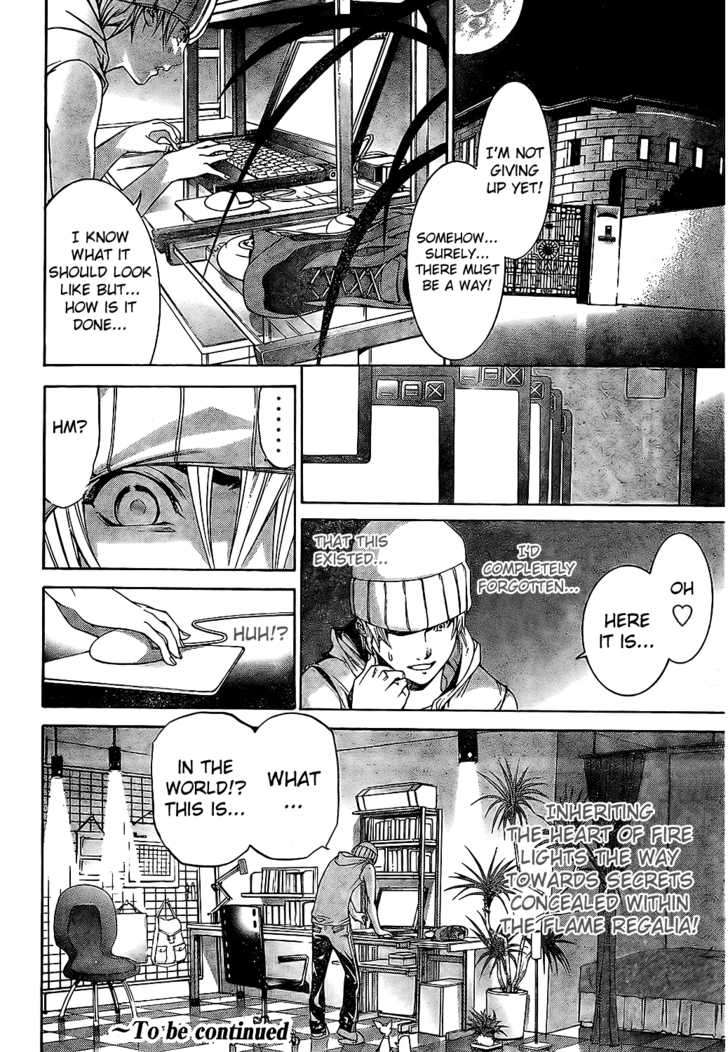 I'M NOT
GIVING
UP YET!
SOMEHOW...
SURELY...
THERE MUST
BE A WAY!
I KNOW
WHAT IT
SHOULD LOOK
LIKE BUT...
HOW IS IT
DONE...
HM?
......
OH
♡
HERE
IT IS...
I'D
COMPLETELY
FORGOTTEN...
THAT THIS
EXISTED...
HUH!?
WHAT
...
IN THE
WORLD!?
THIS IS...
INHERITING
THE HEART OF FIRE
LIGHTS THE WAY
TOWARDS SECRETS
CONCEALED WITHIN
THE FLAME REGALIA!
~To be continued